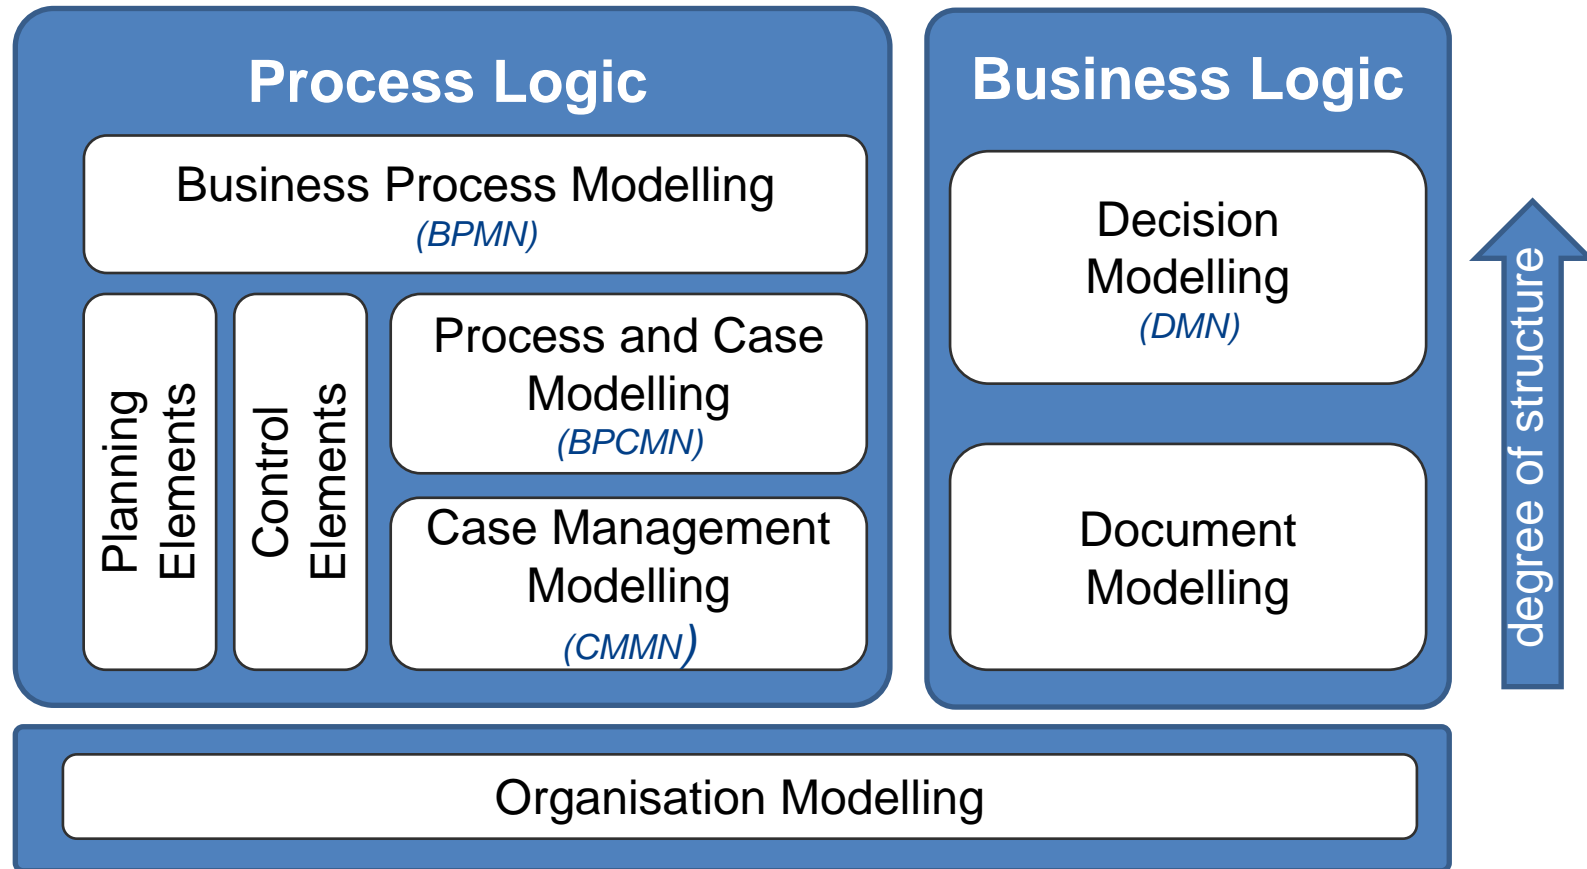 Process Logic
Business Process Modelling
(BPMN)
Planning
Elements
Control
Elements
Process and Case
Modelling
(BPCMN)
Case Management
Modelling
(CMMN)
Business Logic
Decision
Modelling
(DMN)
Document
Modelling
degree of structure
Organisation Modelling